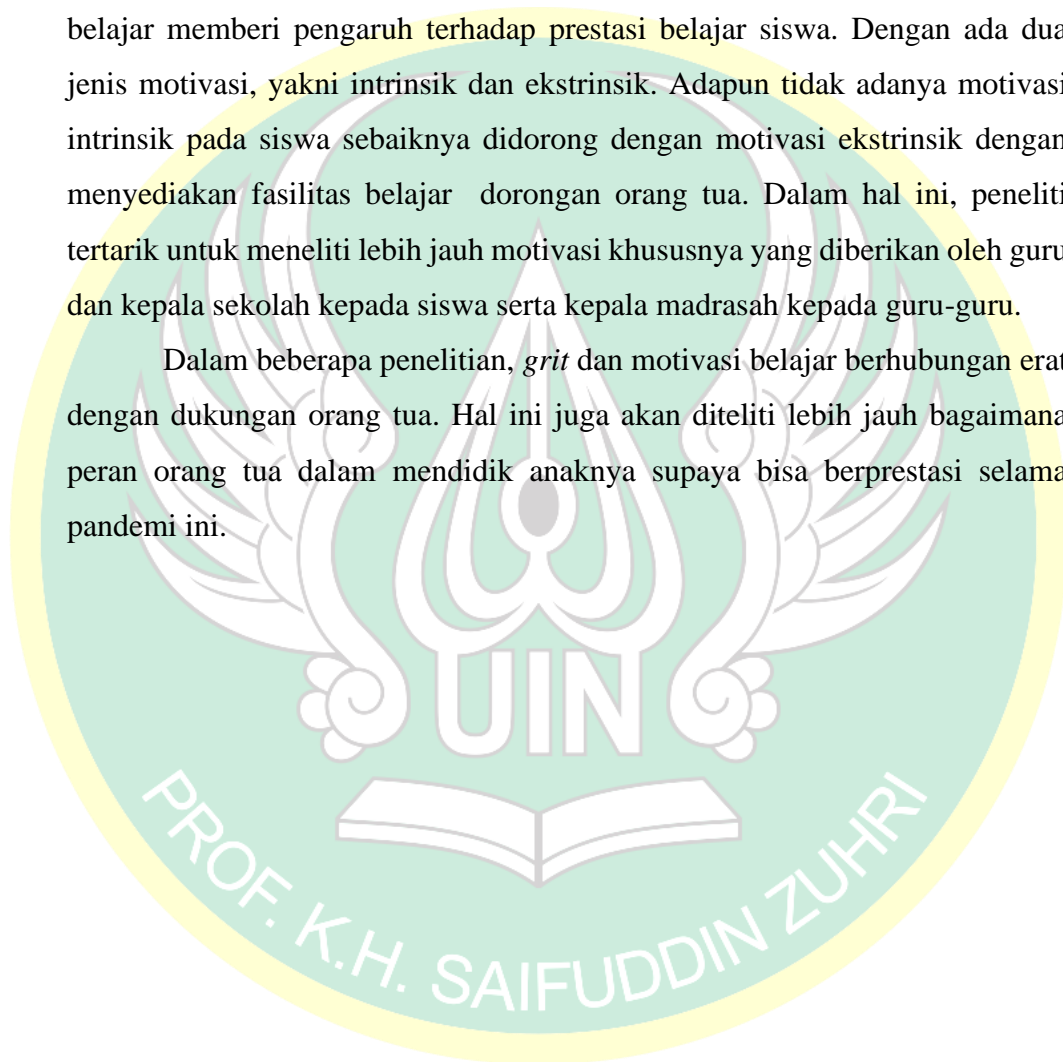 belajar memberi pengaruh terhadap prestasi belajar siswa. Dengan ada dua
jenis motivasi, yakni intrinsik dan ekstrinsik. Adapun tidak adanya motivasi
intrinsik pada siswa sebaiknya didorong dengan motivasi ekstrinsik dengan
menyediakan fasilitas belajar dorongan orang tua. Dalam hal ini, peneliti
tertarik untuk meneliti lebih jauh motivasi khususnya yang diberikan oleh guru
dan kepala sekolah kepada siswa serta kepala madrasah kepada guru-guru.
Dalam beberapa penelitian, grit dan motivasi belajar berhubungan erat
dengan dukungan orang tua. Hal ini juga akan diteliti lebih jauh bagaimana
peran orang tua dalam mendidik anaknya supaya bisa berprestasi selama
pandemi ini.
UIN
PROF. K.H. SAIFUDDIN ZUHRI